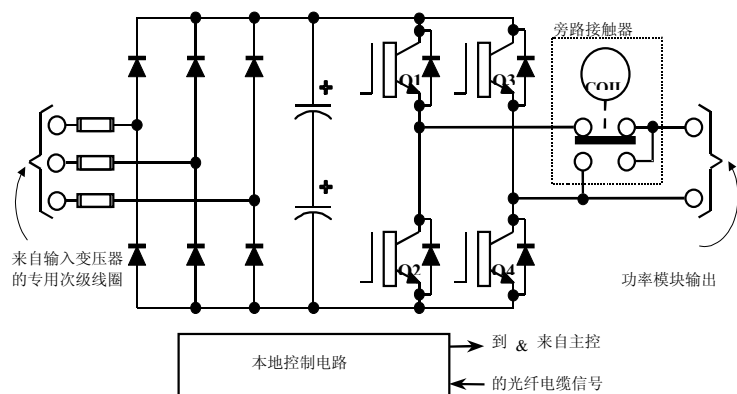 旁路接触器
COIL
Q1
Q3
Q2
Q4
来自输入变压器
的专用次级线圈
功率模块输出
本地控制电路
到 & 来自主控
的光纤电缆信号